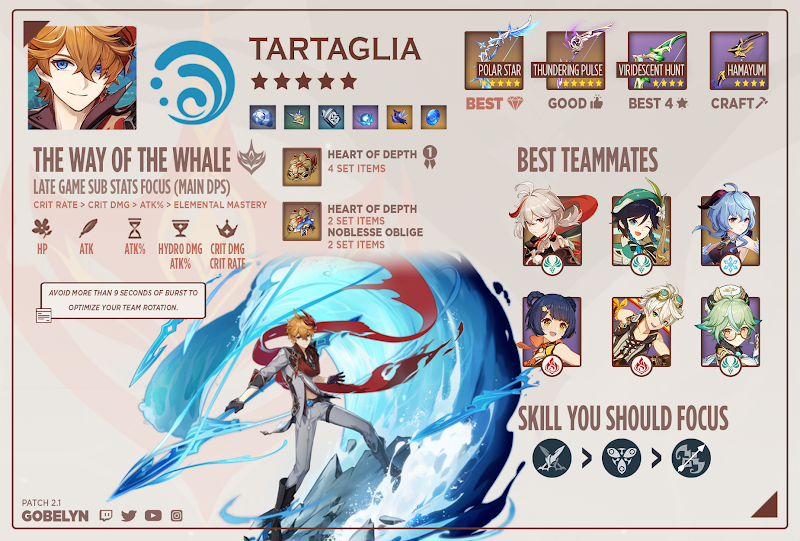 TARTAGLIA
POLAR STAR
THUNDERING PULSE
VIRIDESCENT HUNT
HAMAYUMI
BEST
GOOD
BEST 4
CRAFT
THE WAY OF THE WHALE
LATE GAME SUB STATS FOCUS (MAIN DPS)
CRIT RATE > CRIT DMG > ATK% > ELEMENTAL MASTERY
HP
ATK
ATK%
HYDRO DMG
ATK%
CRIT DMG
CRIT RATE
HEART OF DEPTH
4 SET ITEMS
1
HEART OF DEPTH
2 SET ITEMS
NOBLESSE OBLIGE
2 SET ITEMS
AVOID MORE THAN 9 SECONDS OF BURST TO
OPTIMIZE YOUR TEAM ROTATION.
BEST TEAMMATES
SKILL YOU SHOULD FOCUS
> >
PATCH 2.1
GOBELYN